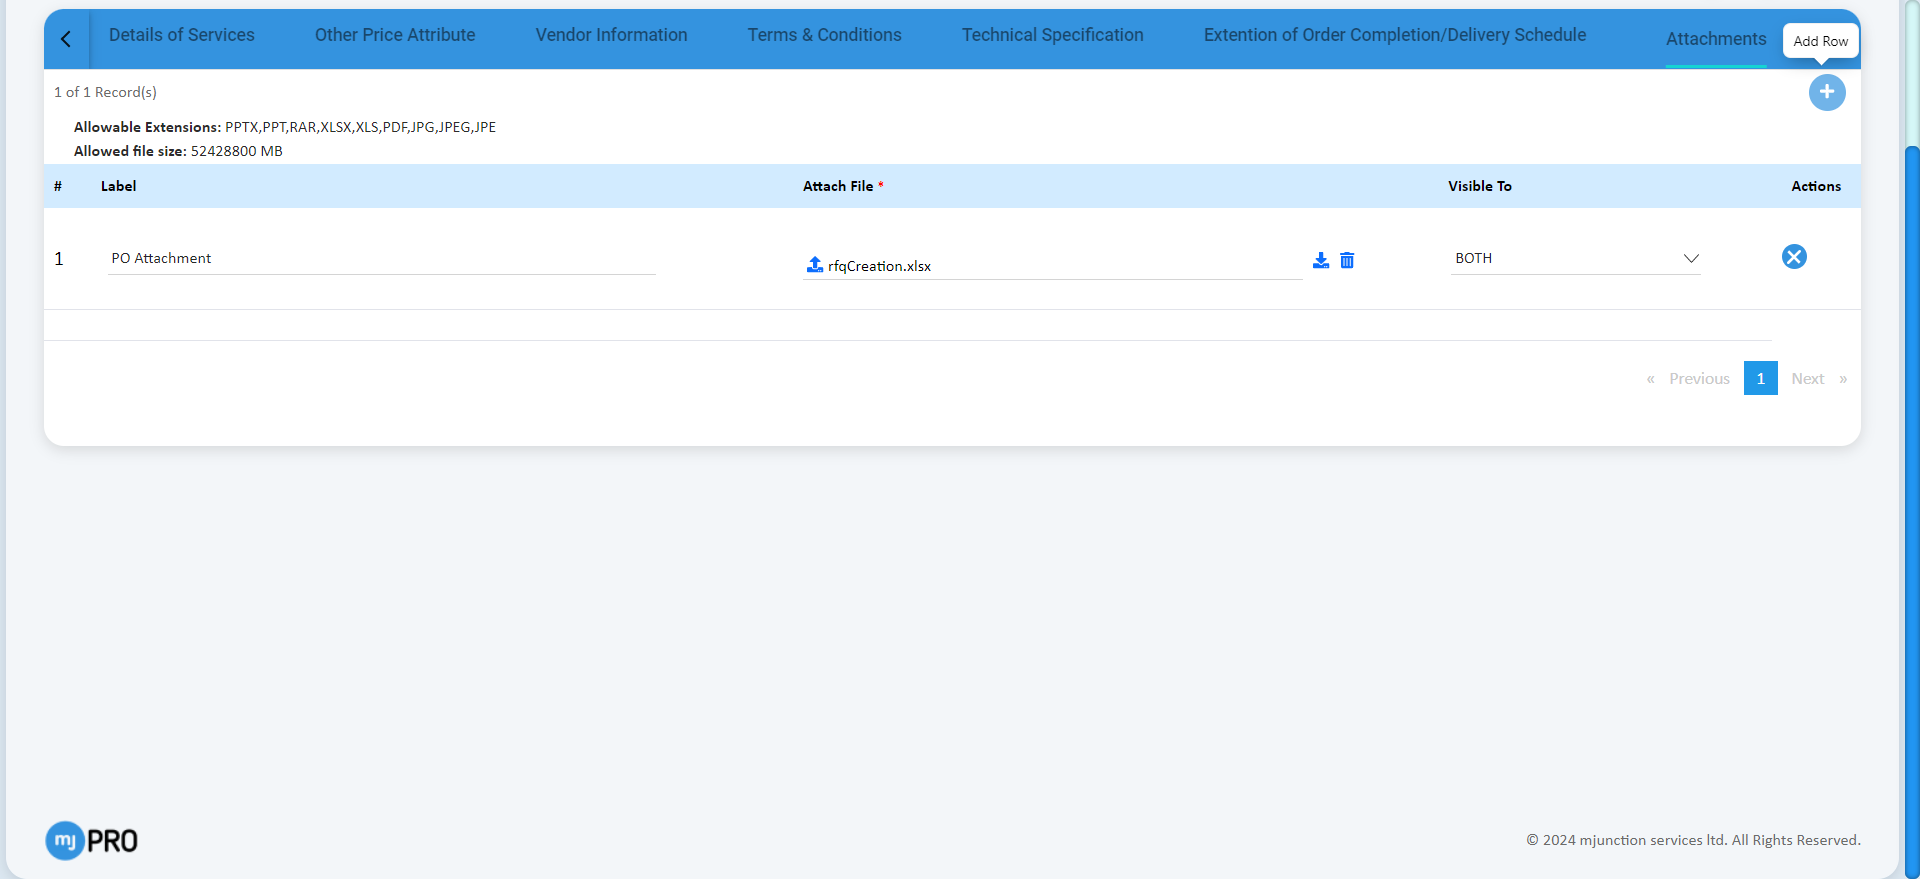 Details of Services Other Price Attribute Vendor Information Terms & Conditions Technical Specification Extention of Order Completion/Delivery Schedule Attachments Add Row
1 of 1 Record(s)
Allowable Extensions: PPTX,PPT,RAR,XLSX,XLS,PDF,JPG,JPEG,JPE
Allowed file size: 52428800 MB
# Label Attach File * Visible To Actions
1 PO Attachment rfqCreation.xlsx BOTH
« Previous 1 Next »
mj PRO © 2024 mjunction services ltd. All Rights Reserved.